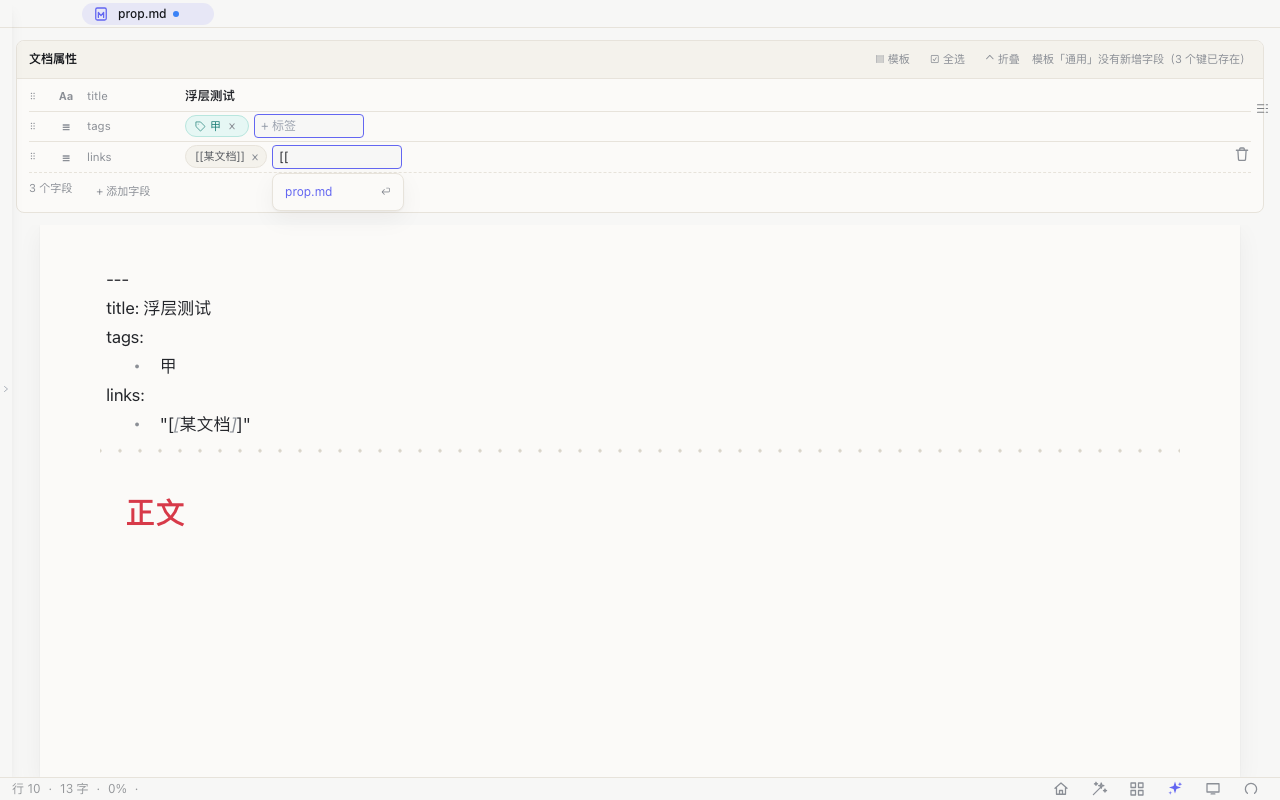 prop.md
文档属性
模板 全选 折叠 模板「通用」没有新增字段（3 个键已存在）
Aa title 浮层测试
tags 甲 × + 标签
links [[某文档]] × [[
3 个字段 + 添加字段
prop.md
---
title: 浮层测试
tags:
• 甲
links:
• "[[某文档]]"
正文
行 10 · 13 字 · 0% ·